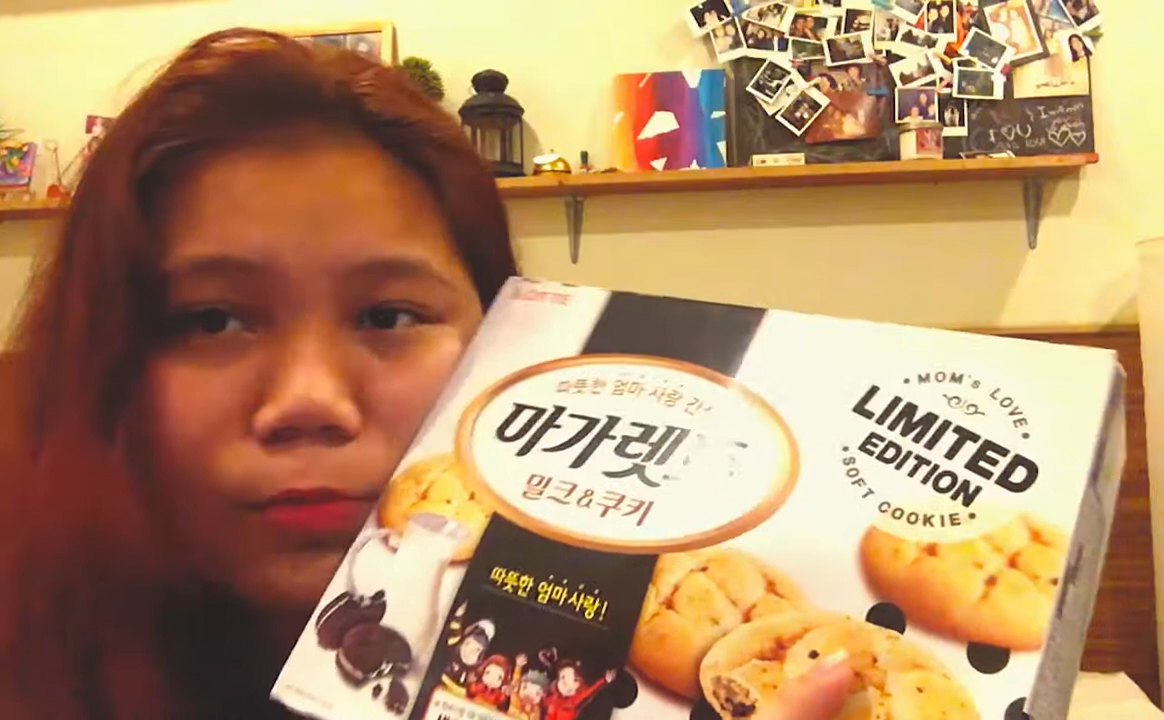 LOTTE
따뜻한 엄마 사랑 간식
마가렛트
밀크&쿠키
• MOM's LOVE •
LIMITED
EDITION
• SOFT COOKIE •
따뜻한 엄마 사랑!